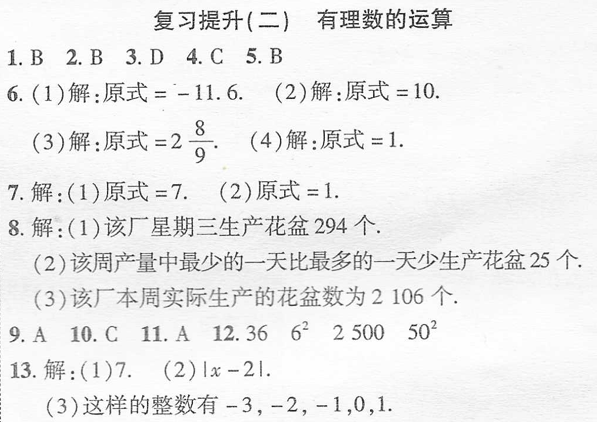 复习提升(二) 有理数的运算
1. B 2. B 3. D 4. C 5. B
6. (1)解:原式=-11.6. (2)解:原式=10.
(3)解:原式=2 8/9. (4)解:原式=1.
7. 解:(1)原式=7. (2)原式=1.
8. 解:(1)该厂星期三生产花盆 294 个.
(2)该周产量中最少的一天比最多的一天少生产花盆 25 个.
(3)该厂本周实际生产的花盆数为 2 106 个.
9. A 10. C 11. A 12. 36 6² 2 500 50²
13. 解:(1)7. (2)|x-2|.
(3)这样的整数有-3,-2,-1,0,1.